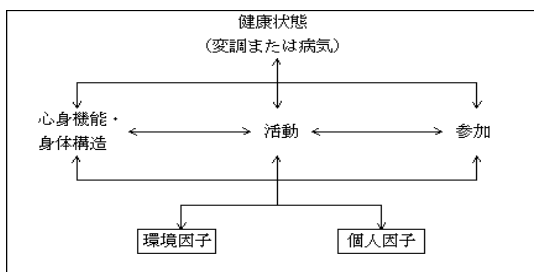 健康状態
(変調または病気)
心身機能・
身体構造
活動
参加
環境因子
個人因子